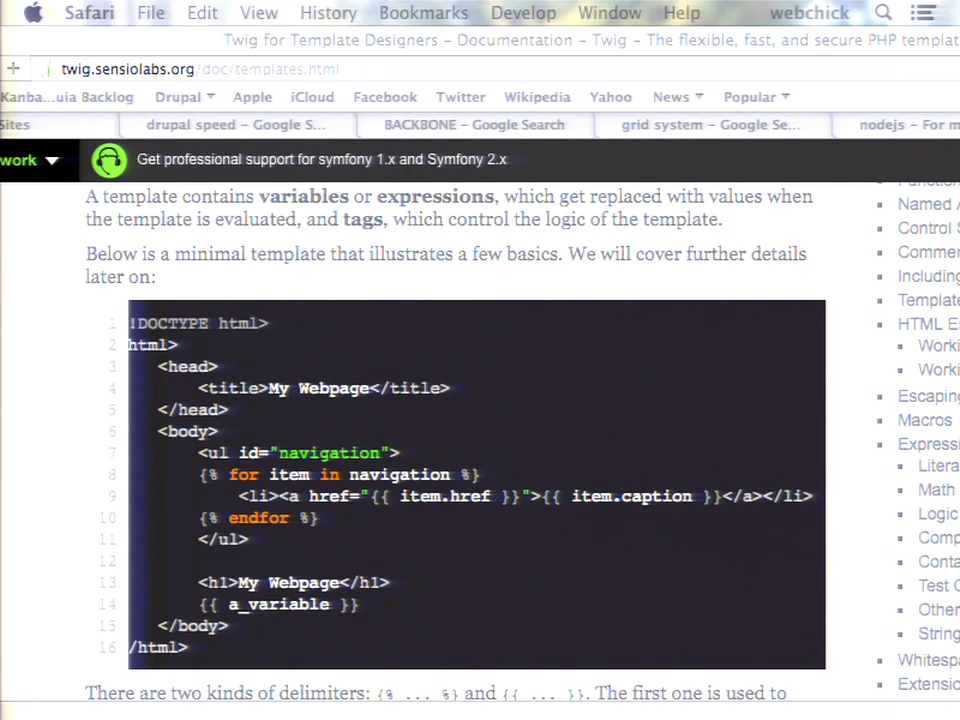 Safari File Edit View History Bookmarks Develop Window Help webchick
Twig for Template Designers – Documentation – Twig – The flexible, fast, and secure PHP templat
+ twig.sensiolabs.org/doc/templates.html
Kanba...uia Backlog Drupal Apple iCloud Facebook Twitter Wikipedia Yahoo News Popular
Sites drupal speed – Google S... BACKBONE – Google Search grid system – Google Se... nodejs – For m
work Get professional support for symfony 1.x and Symfony 2.x
A template contains variables or expressions, which get replaced with values when
the template is evaluated, and tags, which control the logic of the template.
Below is a minimal template that illustrates a few basics. We will cover further details
later on:
1 !DOCTYPE html>
2 html>
3 <head>
4 <title>My Webpage</title>
5 </head>
6 <body>
7 <ul id="navigation">
8 {% for item in navigation %}
9 <li><a href="{{ item.href }}">{{ item.caption }}</a></li>
10 {% endfor %}
11 </ul>
12
13 <h1>My Webpage</h1>
14 {{ a_variable }}
15 </body>
16 /html>
There are two kinds of delimiters: {% ... %} and {{ ... }}. The first one is used to
Named A
Control S
Commen
Including
Template
HTML Es
Worki
Worki
Escaping
Macros
Expressi
Litera
Math
Logic
Comp
Conta
Test O
Other
String
Whitespa
Extensio